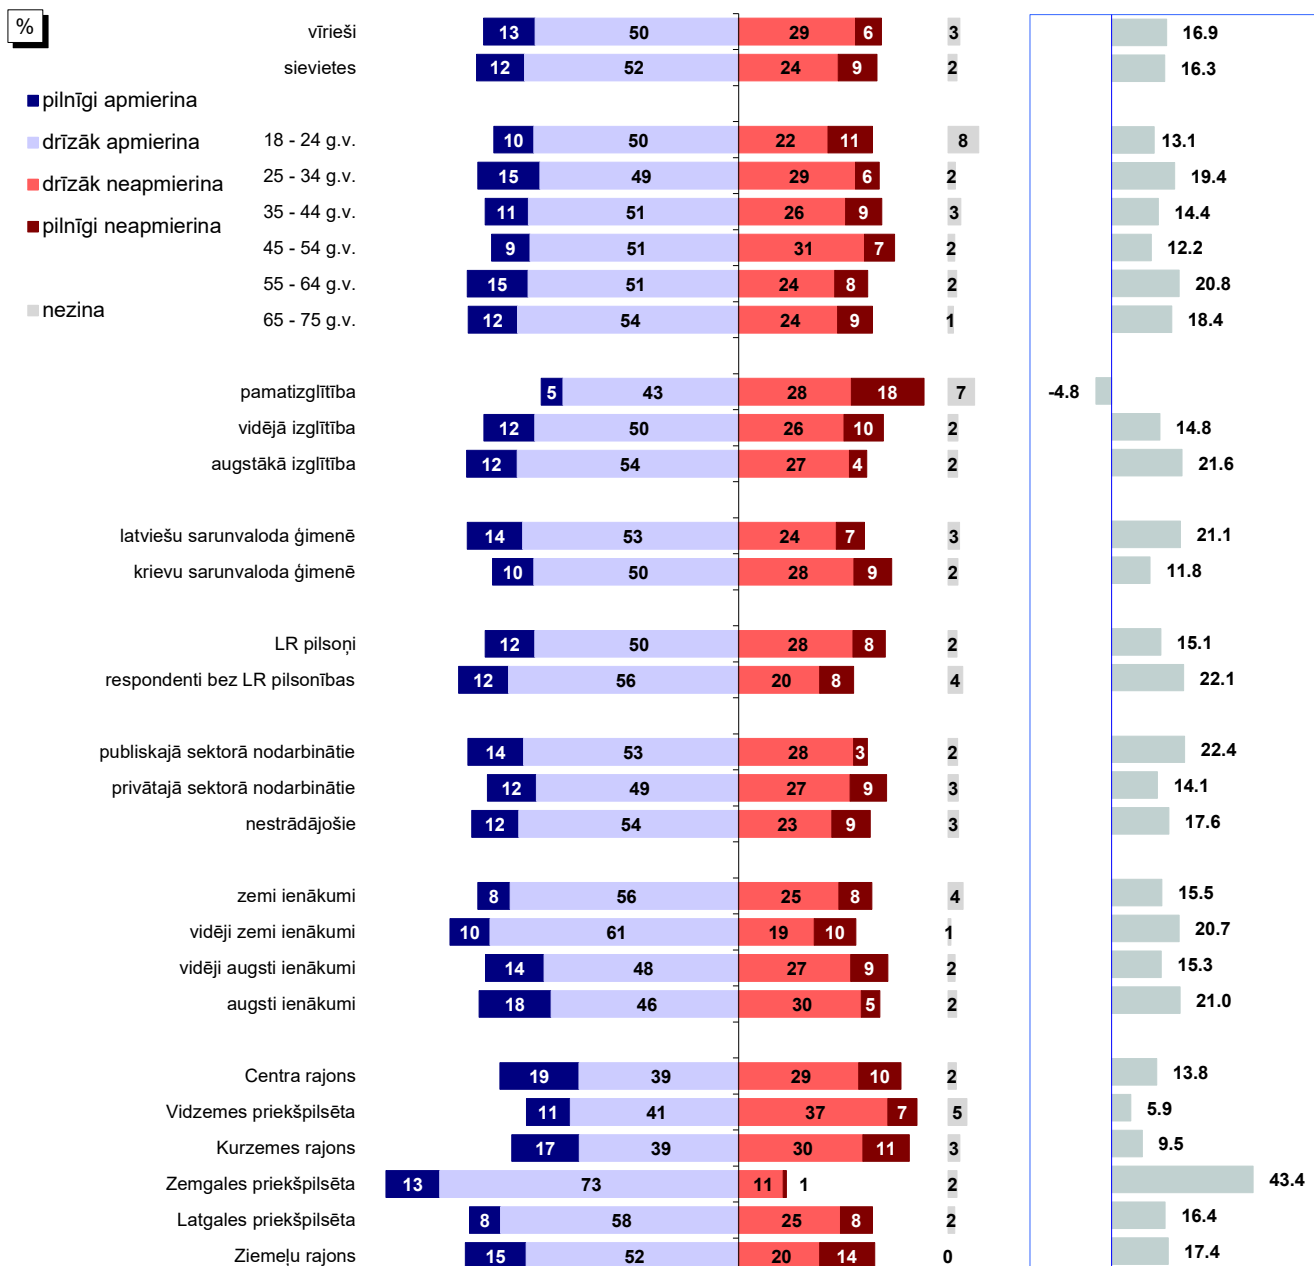 %
pilnīgi apmierina
drīzāk apmierina
drīzāk neapmierina
pilnīgi neapmierina
nezina
vīrieši 13 50 29 6 3 16.9
sievietes 12 52 24 9 2 16.3
18 - 24 g.v. 10 50 22 11 8 13.1
25 - 34 g.v. 15 49 29 6 2 19.4
35 - 44 g.v. 11 51 26 9 3 14.4
45 - 54 g.v. 9 51 31 7 2 12.2
55 - 64 g.v. 15 51 24 8 2 20.8
65 - 75 g.v. 12 54 24 9 1 18.4
pamatizglītība 5 43 28 18 7 -4.8
vidējā izglītība 12 50 26 10 2 14.8
augstākā izglītība 12 54 27 4 2 21.6
latviešu sarunvaloda ģimenē 14 53 24 7 3 21.1
krievu sarunvaloda ģimenē 10 50 28 9 2 11.8
LR pilsoņi 12 50 28 8 2 15.1
respondenti bez LR pilsonības 12 56 20 8 4 22.1
publiskajā sektorā nodarbinātie 14 53 28 3 2 22.4
privātajā sektorā nodarbinātie 12 49 27 9 3 14.1
nestrādājošie 12 54 23 9 3 17.6
zemi ienākumi 8 56 25 8 4 15.5
vidēji zemi ienākumi 10 61 19 10 1 20.7
vidēji augsti ienākumi 14 48 27 9 2 15.3
augsti ienākumi 18 46 30 5 2 21.0
Centra rajons 19 39 29 10 2 13.8
Vidzemes priekšpilsēta 11 41 37 7 5 5.9
Kurzemes rajons 17 39 30 11 3 9.5
Zemgales priekšpilsēta 13 73 11 1 2 43.4
Latgales priekšpilsēta 8 58 25 8 2 16.4
Ziemeļu rajons 15 52 20 14 0 17.4